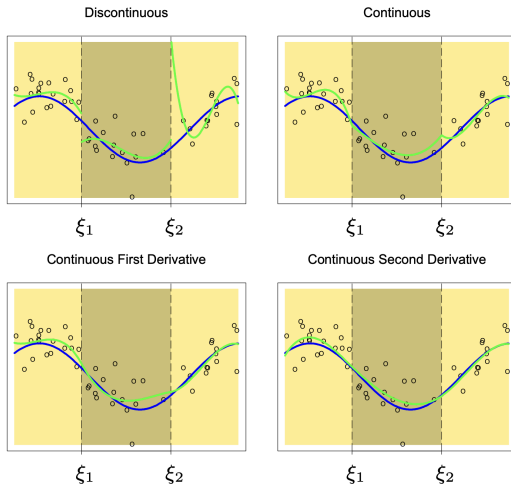 Discontinuous
Continuous
ξ1
ξ2
ξ1
ξ2
Continuous First Derivative
Continuous Second Derivative
ξ1
ξ2
ξ1
ξ2